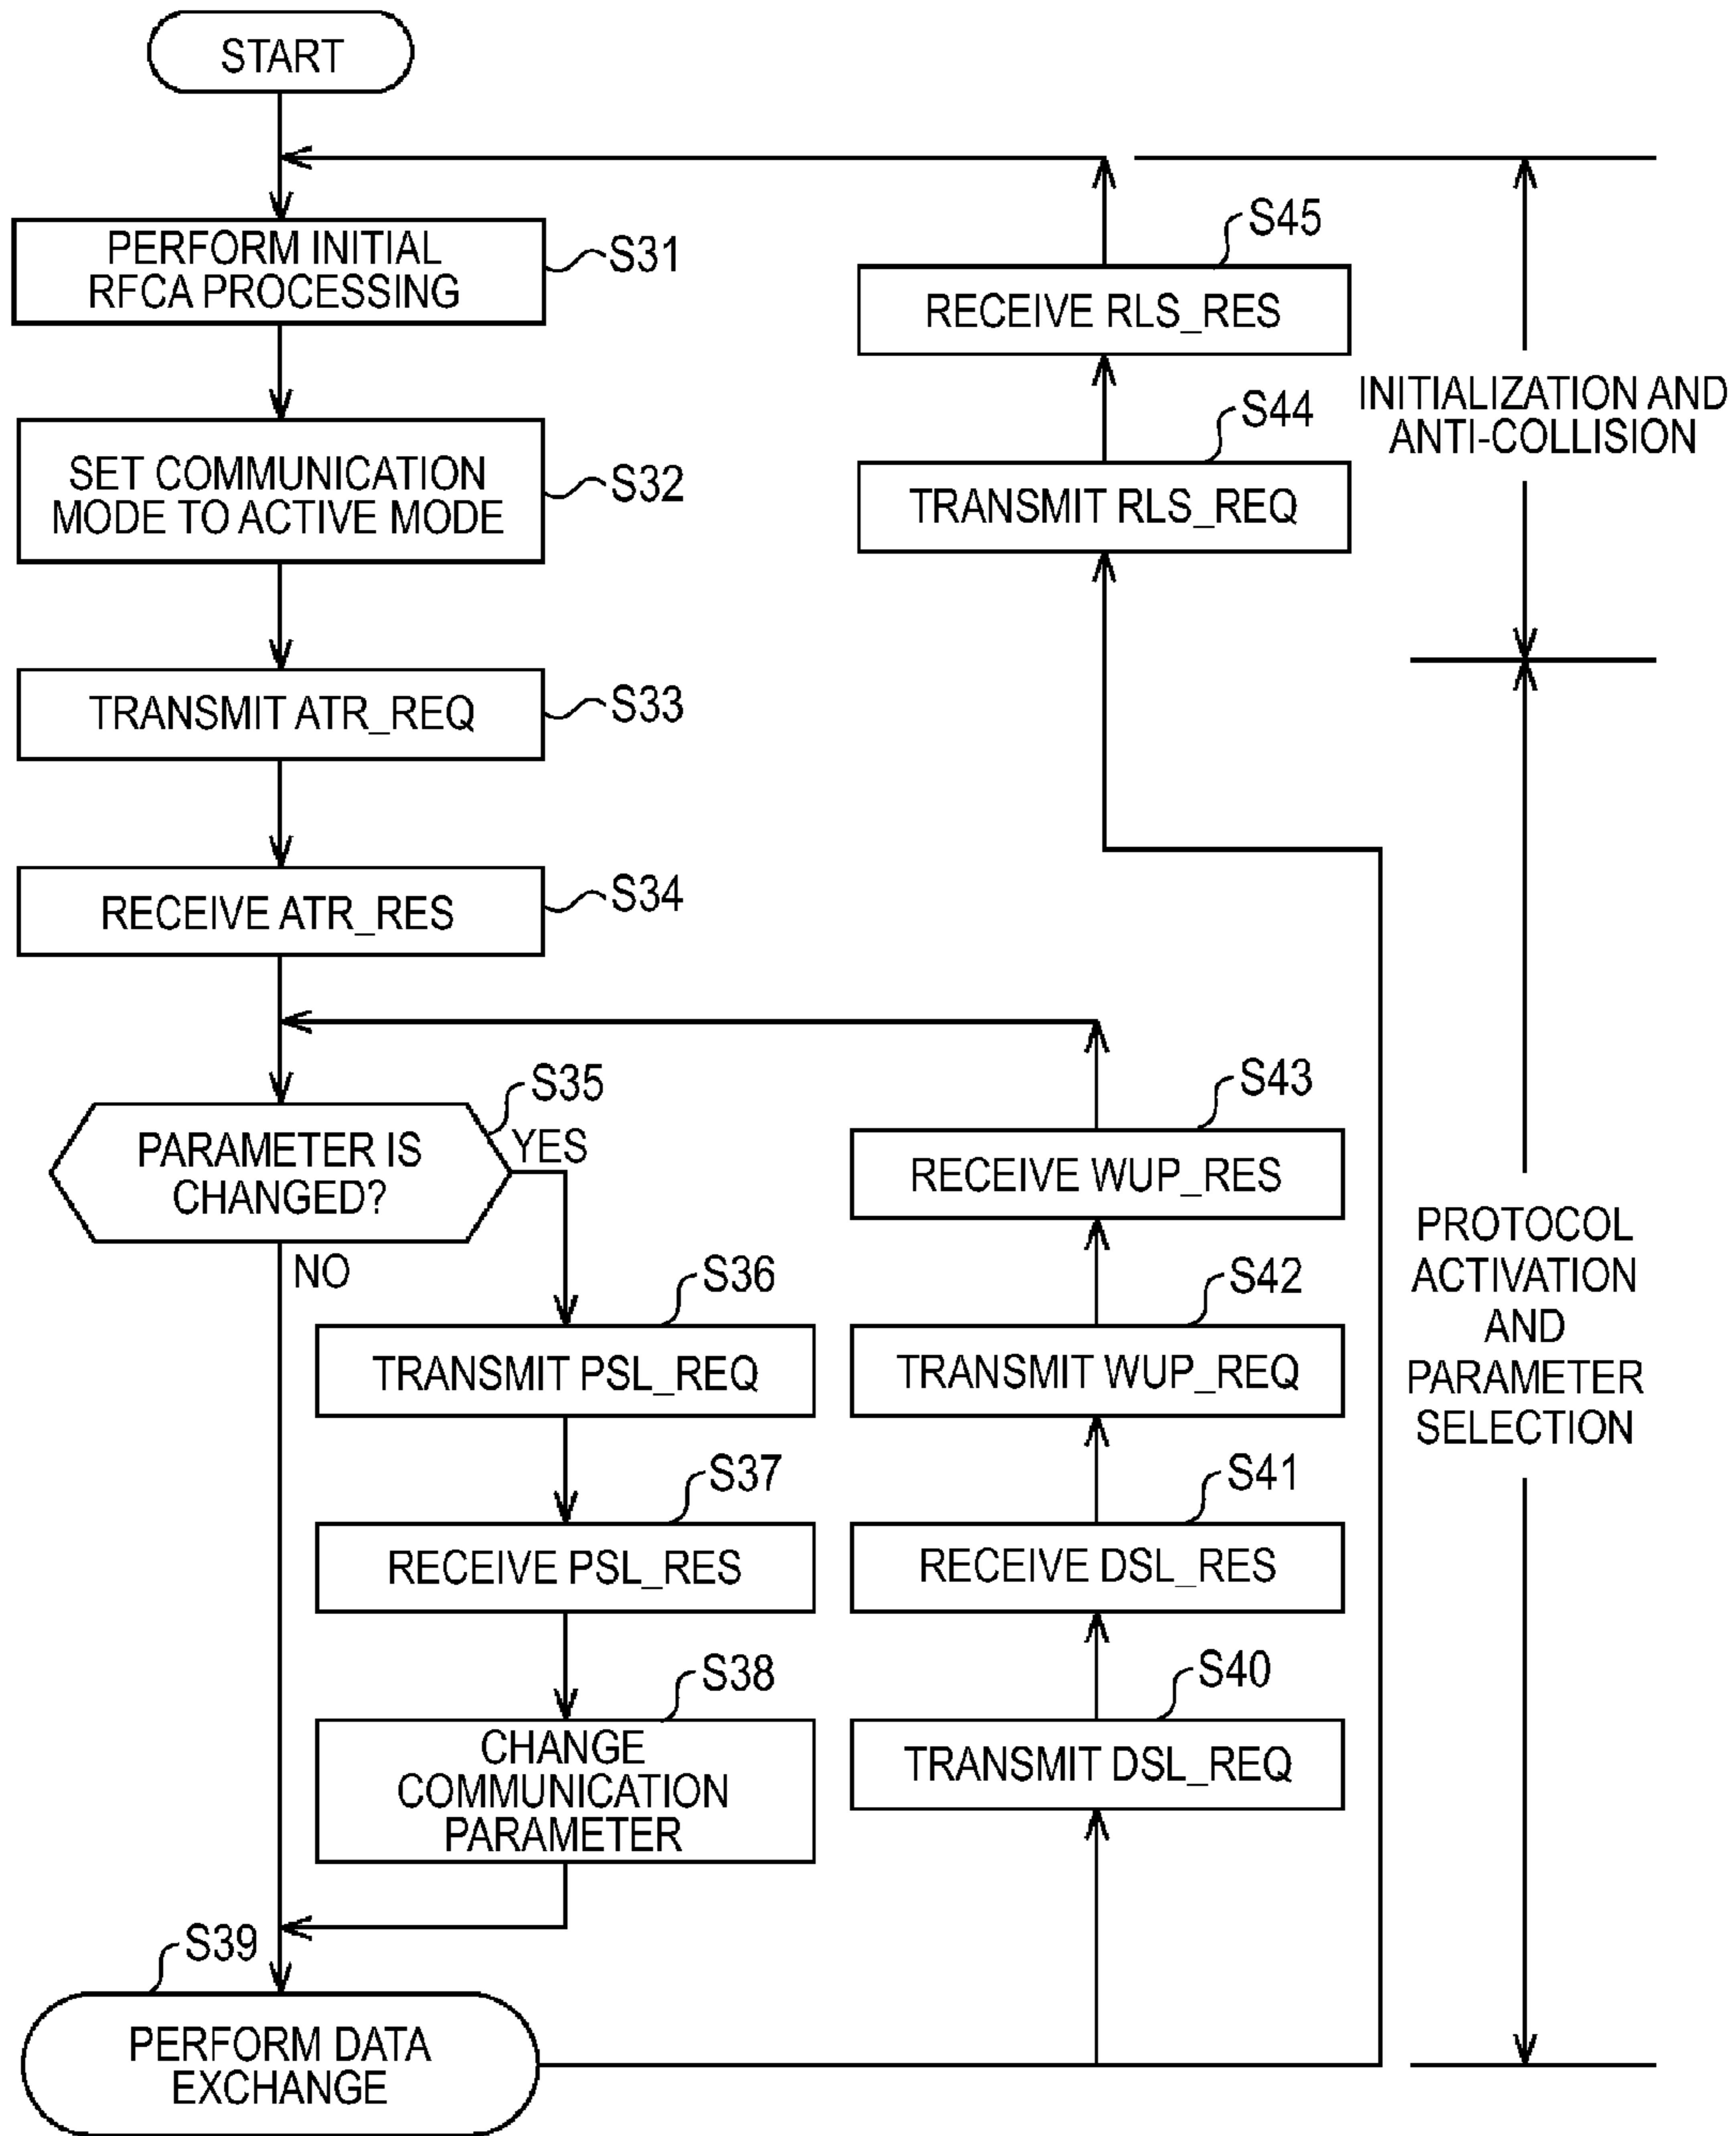 START
PERFORM INITIAL
RFCA PROCESSING
S31
SET COMMUNICATION
MODE TO ACTIVE MODE
S32
TRANSMIT ATR_REQ
S33
RECEIVE ATR_RES
S34
PARAMETER IS
CHANGED?
S35
YES
NO
S36
TRANSMIT PSL_REQ
S37
RECEIVE PSL_RES
S38
CHANGE
COMMUNICATION
PARAMETER
S39
PERFORM DATA
EXCHANGE
S45
RECEIVE RLS_RES
S44
TRANSMIT RLS_REQ
S43
RECEIVE WUP_RES
S42
TRANSMIT WUP_REQ
S41
RECEIVE DSL_RES
S40
TRANSMIT DSL_REQ
INITIALIZATION AND
ANTI-COLLISION
PROTOCOL
ACTIVATION
AND
PARAMETER
SELECTION